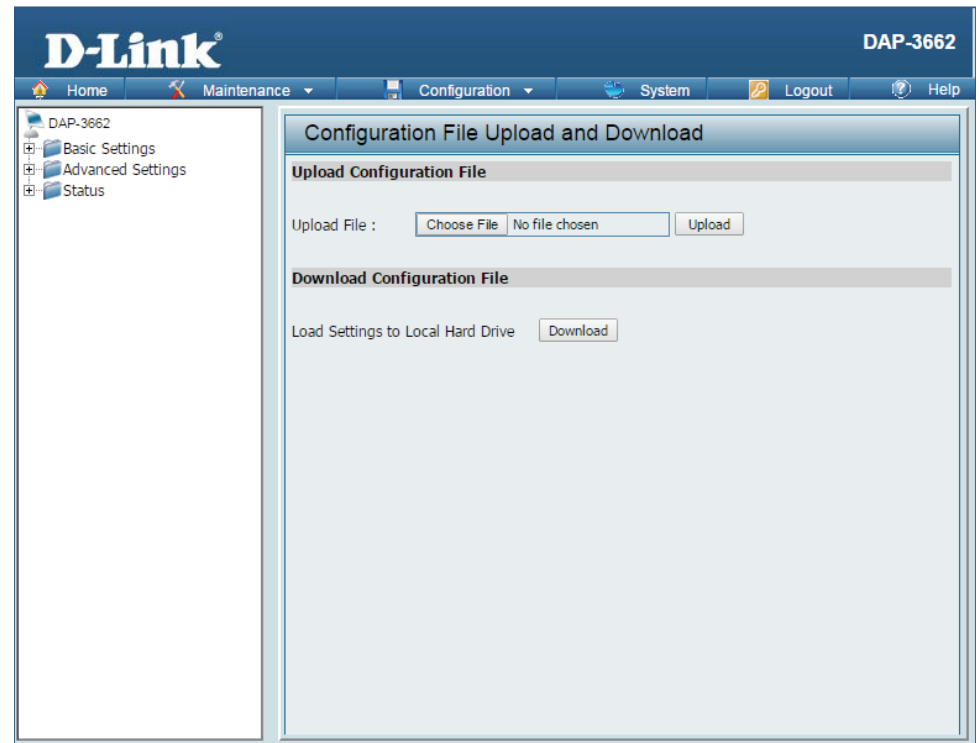 D-Link®
DAP-3662
Home Maintenance Configuration System Logout Help
DAP-3662
Basic Settings
Advanced Settings
Status
Configuration File Upload and Download
Upload Configuration File
Upload File : Choose File No file chosen Upload
Download Configuration File
Load Settings to Local Hard Drive Download